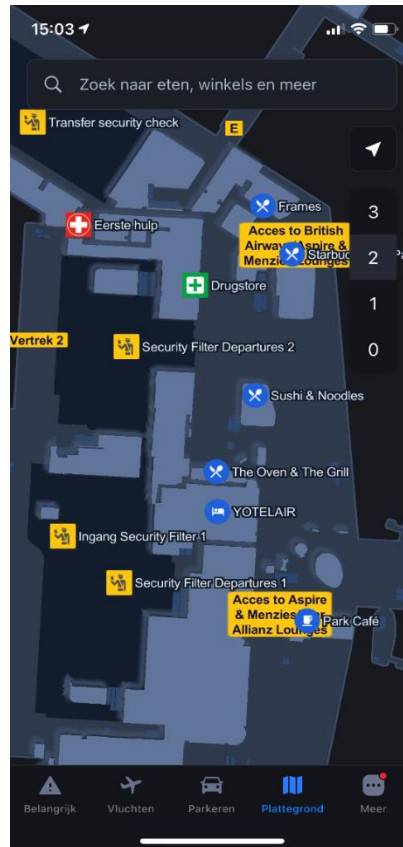 15:03
Zoek naar eten, winkels en meer
Transfer security check
E
Frames
3
Eerste hulp
Acces to British
Airways Aspire &
Menzies Lounges
2
Drugstore
1
Vertrek 2
Security Filter Departures 2
0
Sushi & Noodles
The Oven & The Grill
YOTELAIR
Ingang Security Filter 1
Security Filter Departures 1
Acces to Aspire
& Menzies
Allianz Lounges
Park Café
Belangrijk
Vluchten
Parkeren
Plattegrond
Meer